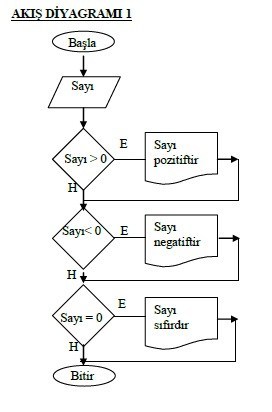 AKIŞ DİYAGRAMI 1
Başla
Sayı
Sayı > 0
E
Sayı
pozitiftir
H
Sayı< 0
E
Sayı
negatiftir
H
Sayı = 0
E
Sayı
sıfırdır
H
Bitir